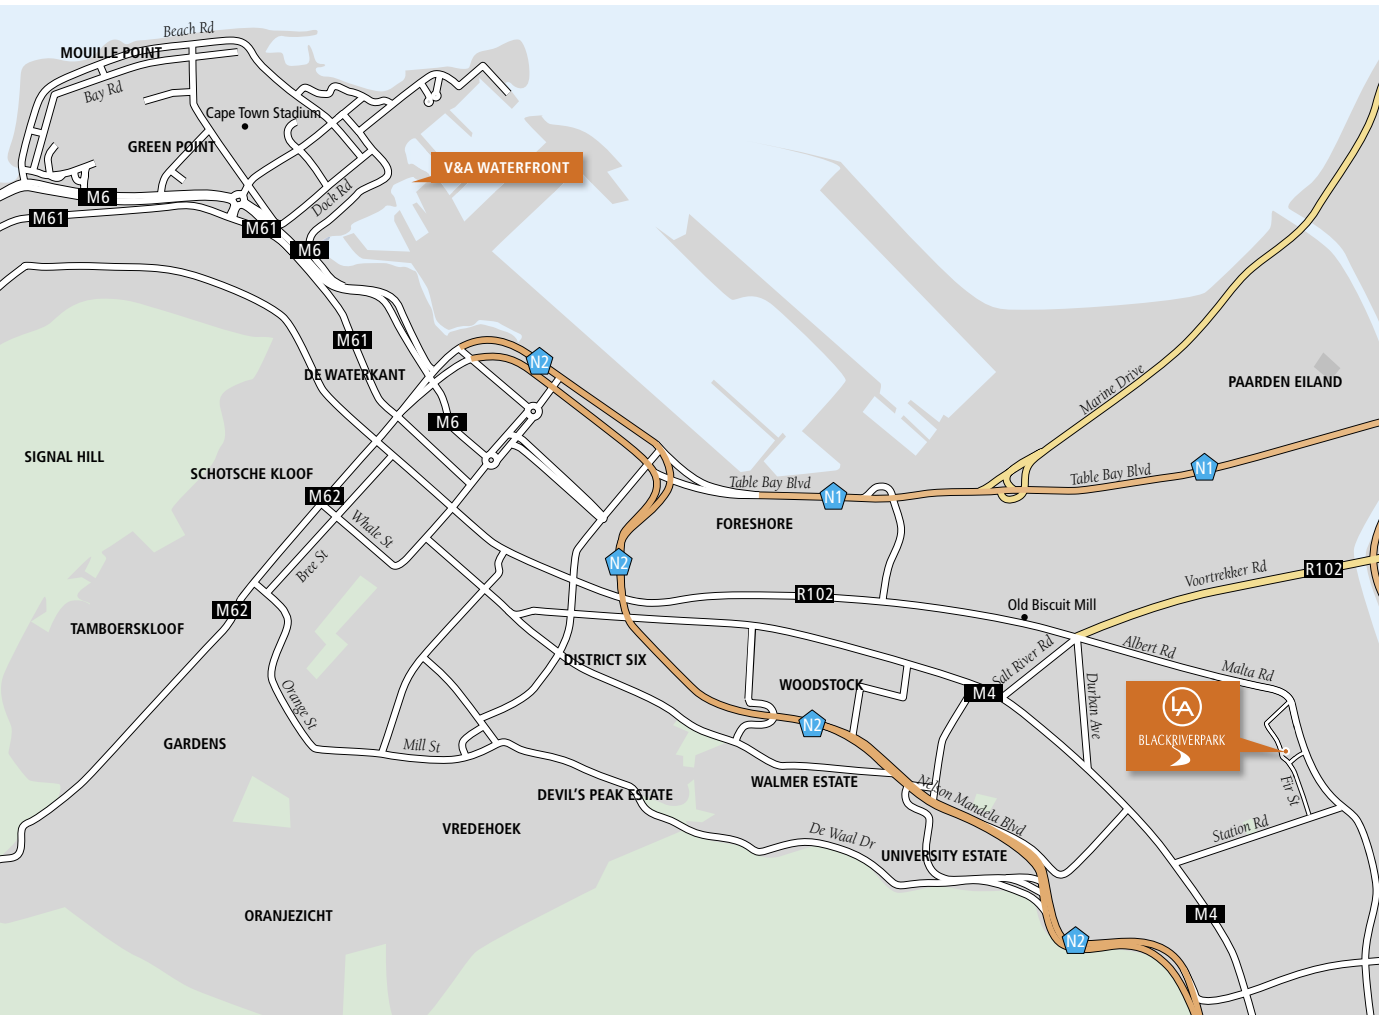 Beach Rd
MOUILLE POINT
Bay Rd
Cape Town Stadium
GREEN POINT
V&A WATERFRONT
M6
Dock Rd
M61
M61
M6
M61
N2
DE WATERKANT
Marine Drive
PAARDEN EILAND
M6
SIGNAL HILL
SCHOTSCHE KLOOF
Table Bay Blvd
N1
Table Bay Blvd
N1
M62
FORESHORE
Whale St
Bree St
N2
Voortrekker Rd
R102
R102
M62
Old Biscuit Mill
TAMBOERSKLOOF
Albert Rd
DISTRICT SIX
Salt River Rd
Malta Rd
WOODSTOCK
M4
Durban Ave
Orange St
LA
BLACKRIVERPARK
N2
GARDENS
Mill St
WALMER ESTATE
DEVIL'S PEAK ESTATE
Nelson Mandela Blvd
Fir St
VREDEHOEK
De Waal Dr
Station Rd
UNIVERSITY ESTATE
ORANJEZICHT
M4
N2